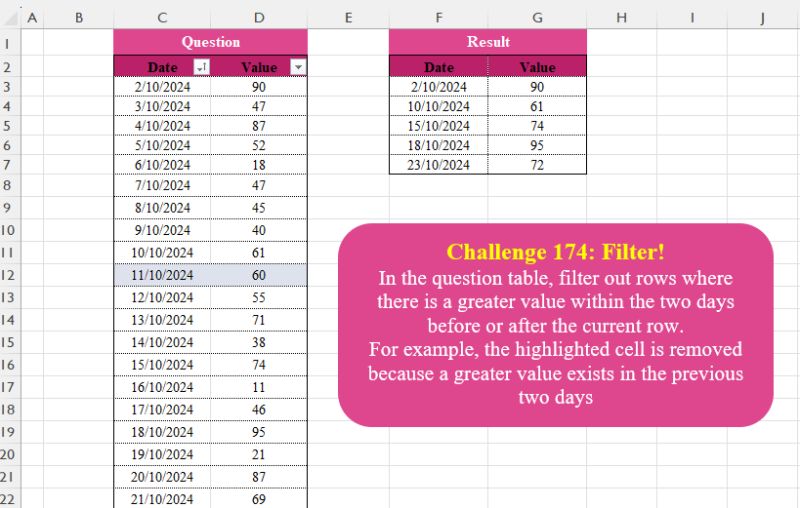 A B C D E F G H I J
1 Question Result
2 Date Value Date Value
3 2/10/2024 90 2/10/2024 90
4 3/10/2024 47 10/10/2024 61
5 4/10/2024 87 15/10/2024 74
6 5/10/2024 52 18/10/2024 95
7 6/10/2024 18 23/10/2024 72
8 7/10/2024 47
9 8/10/2024 45
10 9/10/2024 40
11 10/10/2024 61
12 11/10/2024 60
13 12/10/2024 55
14 13/10/2024 71
15 14/10/2024 38
16 15/10/2024 74
17 16/10/2024 11
18 17/10/2024 46
19 18/10/2024 95
20 19/10/2024 21
21 20/10/2024 87
22 21/10/2024 69
Challenge 174: Filter!
In the question table, filter out rows where
there is a greater value within the two days
before or after the current row.
For example, the highlighted cell is removed
because a greater value exists in the previous
two days